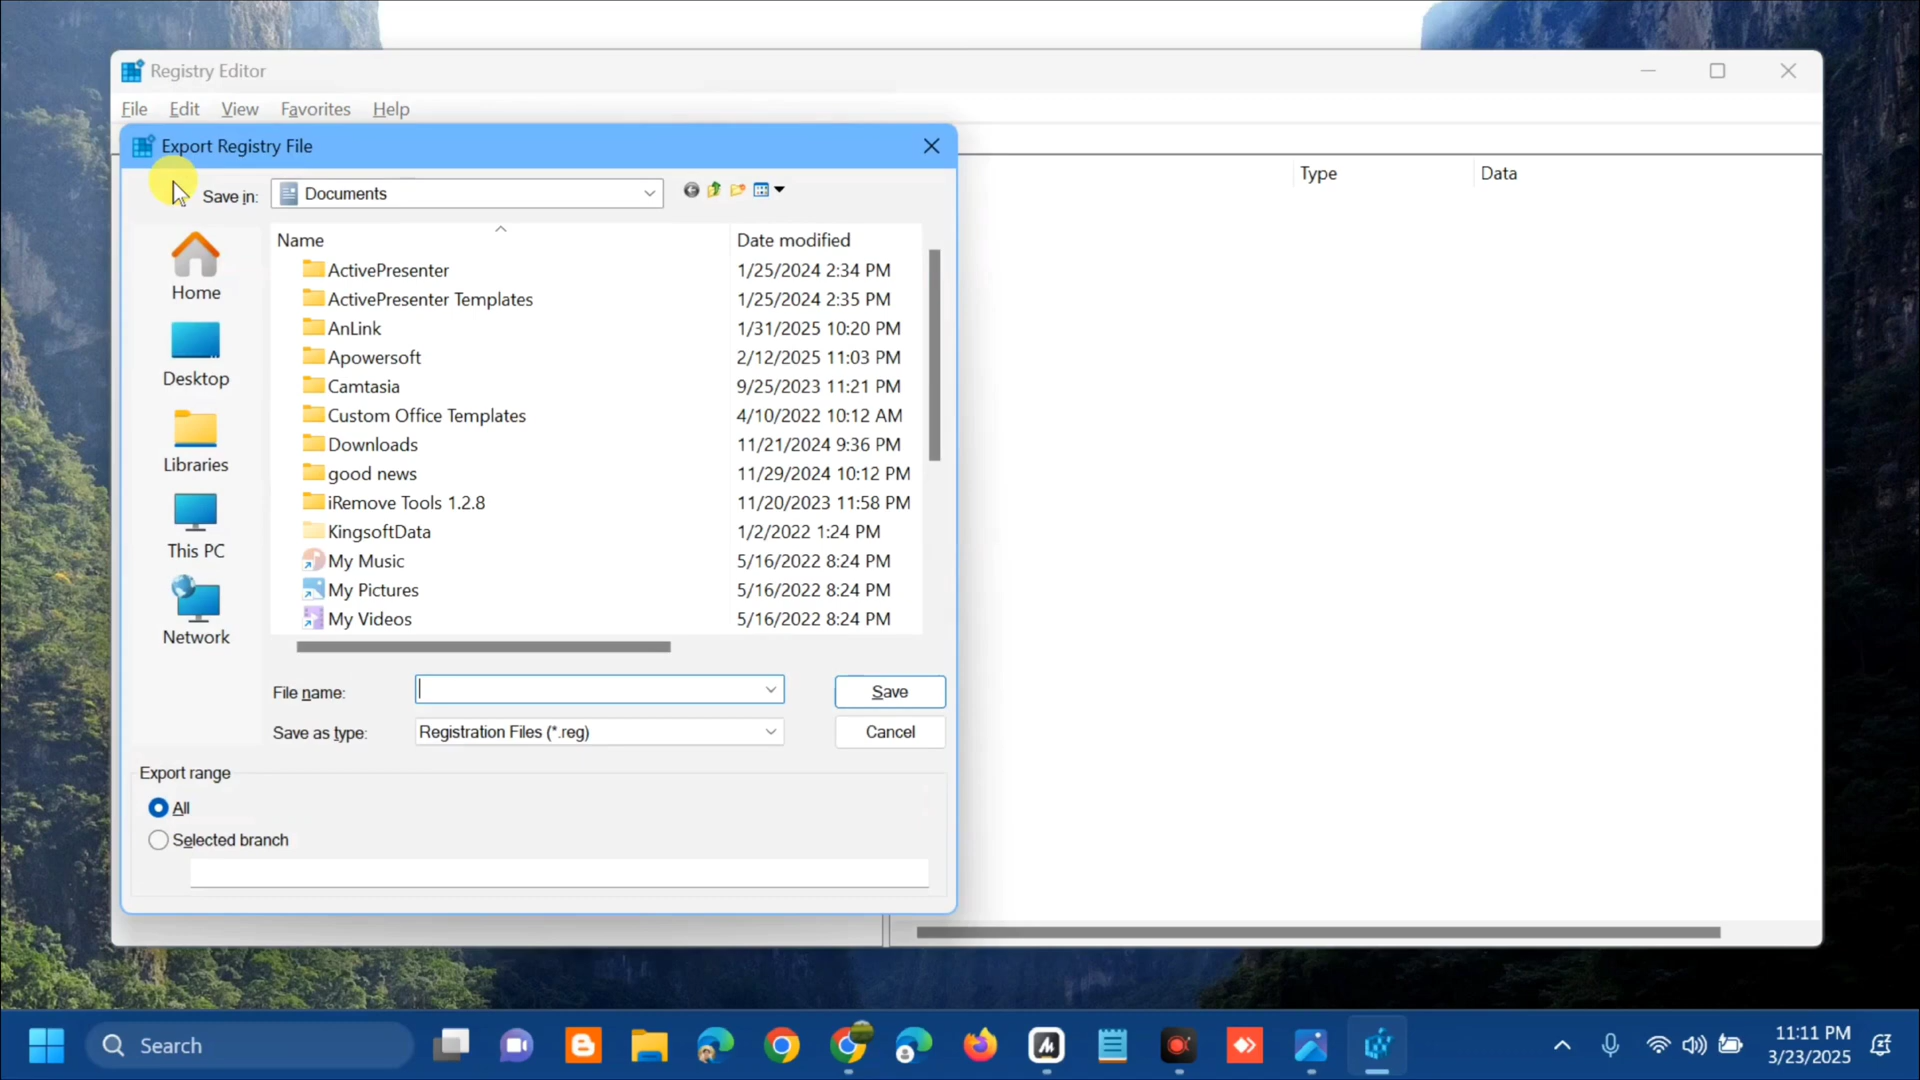 Registry Editor
File Edit View Favorites Help
Export Registry File
Type Data
Save in: Documents
Name Date modified
ActivePresenter 1/25/2024 2:34 PM
ActivePresenter Templates 1/25/2024 2:35 PM
AnLink 1/31/2025 10:20 PM
Apowersoft 2/12/2025 11:03 PM
Camtasia 9/25/2023 11:21 PM
Custom Office Templates 4/10/2022 10:12 AM
Downloads 11/21/2024 9:36 PM
good news 11/29/2024 10:12 PM
iRemove Tools 1.2.8 11/20/2023 11:58 PM
KingsoftData 1/2/2022 1:24 PM
My Music 5/16/2022 8:24 PM
My Pictures 5/16/2022 8:24 PM
My Videos 5/16/2022 8:24 PM
Home
Desktop
Libraries
This PC
Network
File name: Save
Save as type: Registration Files (*.reg) Cancel
Export range
All
Selected branch
Search
11:11 PM
3/23/2025